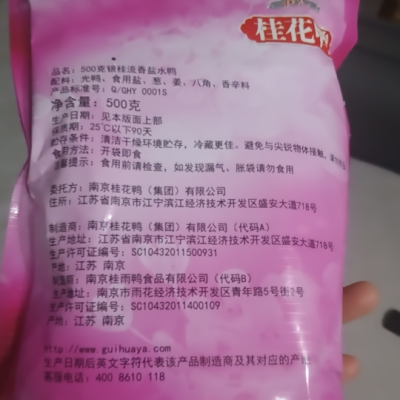 桂花鸭
品名：500克银桂流香盐水鸭
配料：光鸭、食用盐、葱、姜、八角、香辛料
产品标准号：Q/GHY 0001S
净含量：500克
生产日期：见本版面上部
保质期：25℃以下90天
贮存条件：清洁干燥环境贮存，冷藏更佳。避免与尖锐物体接触，
食用方法：开袋即食
温馨提示：食用前请检查，如发现漏气、胀袋请勿食用
委托方：南京桂花鸭（集团）有限公司
住所：江苏省南京市江宁滨江经济技术开发区盛安大道718号
制造商：南京桂花鸭（集团）有限公司（代码A）
生产地址：江苏省南京市江宁滨江经济技术开发区盛安大道718号
生产许可证编号：SC10432011500931
产地：江苏 南京
制造商：南京桂雨鸭食品有限公司（代码B）
生产地址：南京市雨花经济技术开发区青年路5号街2号
生产许可证编号：SC10432011400109
产地：江苏 南京
http://www.guihuaya.com
生产日期后英文字符代表该产品制造商及其对应的产地
客服电话：400 8610 118